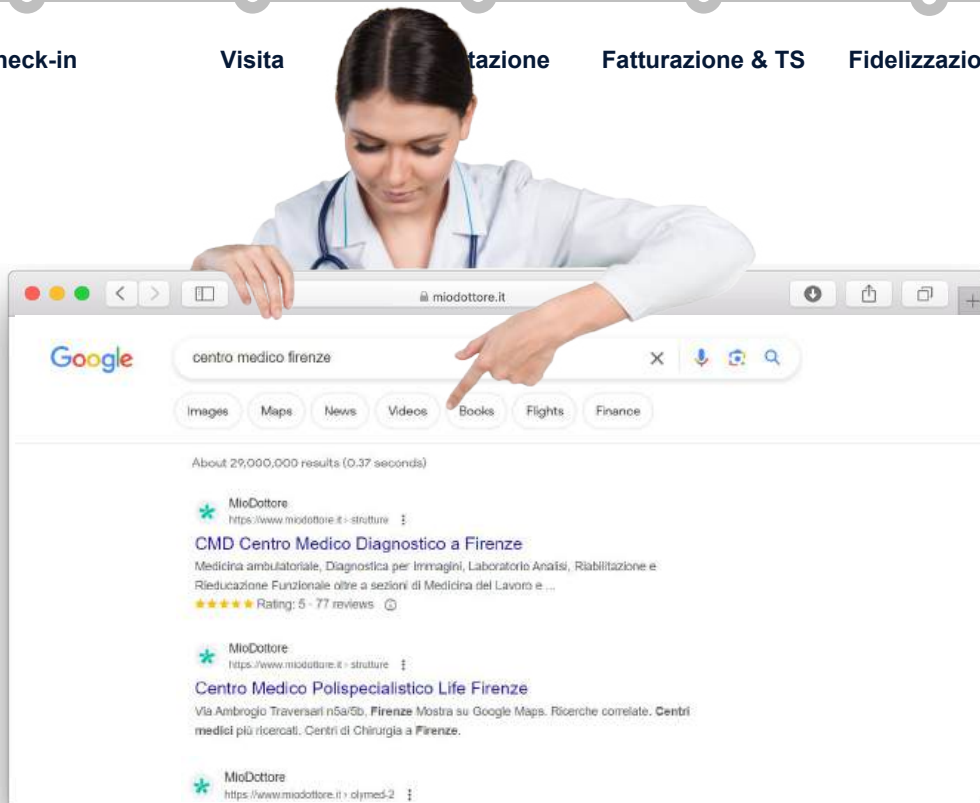 heck-in Visita tazione Fatturazione & TS Fidelizzazio
miodottore.it
Google centro medico firenze
Images Maps News Videos Books Flights Finance
About 29,000,000 results (0.37 seconds)
MioDottore
https://www.miodottore.it › strutture
CMD Centro Medico Diagnostico a Firenze
Medicina ambulatoriale, Diagnostica per Immagini, Laboratorio Analisi, Riabilitazione e
Rieducazione Funzionale oltre a sezioni di Medicina del Lavoro e ...
Rating: 5 - 77 reviews
MioDottore
https://www.miodottore.it › strutture
Centro Medico Polispecialistico Life Firenze
Via Ambrogio Traversari n5a/5b, Firenze Mostra su Google Maps. Ricerche correlate. Centri
medici più ricercati. Centri di Chirurgia a Firenze.
MioDottore
https://www.miodottore.it › olymed-2